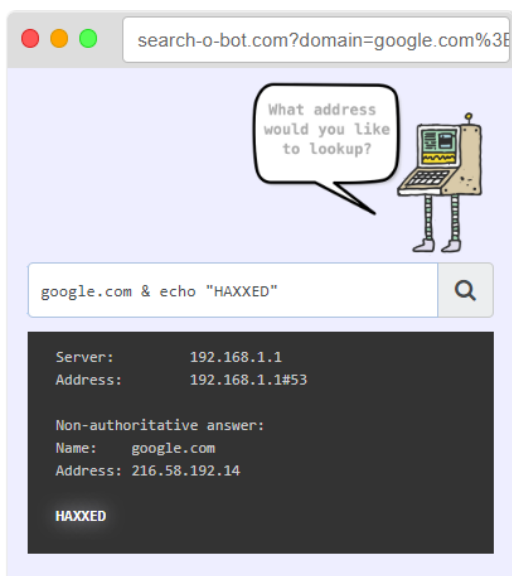 search-o-bot.com?domain=google.com%3E
What address
would you like
to lookup?
google.com & echo "HAXXED"
Server: 192.168.1.1
Address: 192.168.1.1#53
Non-authoritative answer:
Name: google.com
Address: 216.58.192.14
HAXXED